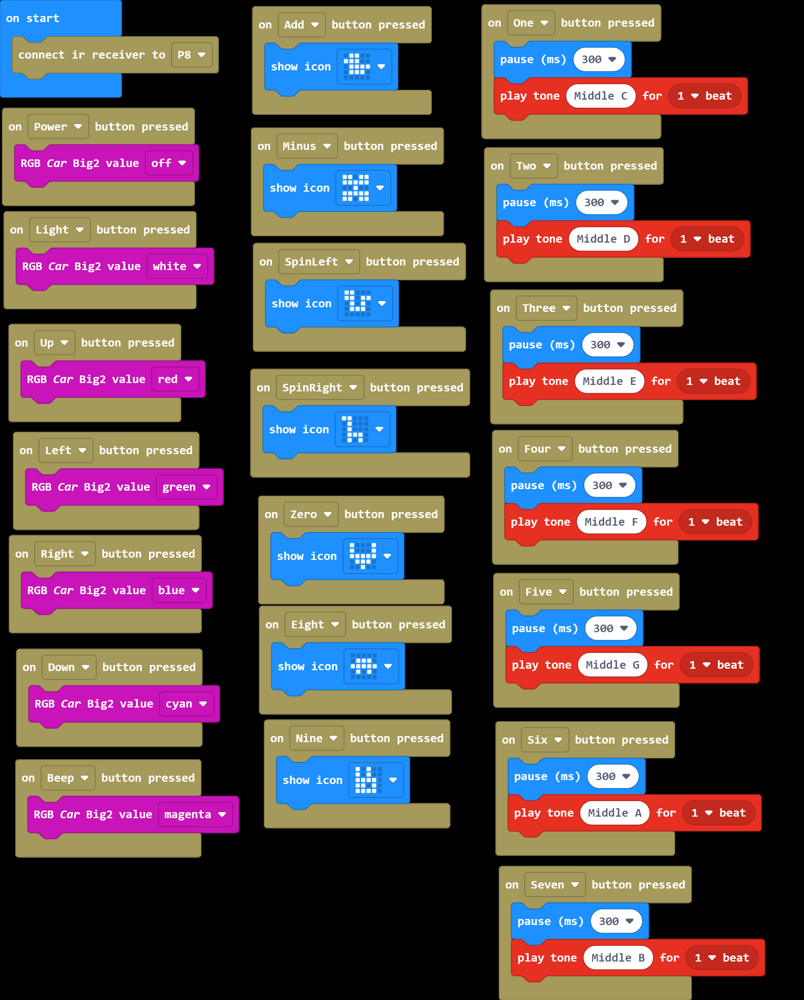 on start
connect ir receiver to P8
on Power button pressed
RGB Car Big2 value off
on Light button pressed
RGB Car Big2 value white
on Up button pressed
RGB Car Big2 value red
on Left button pressed
RGB Car Big2 value green
on Right button pressed
RGB Car Big2 value blue
on Down button pressed
RGB Car Big2 value cyan
on Beep button pressed
RGB Car Big2 value magenta
on Add button pressed
show icon
on Minus button pressed
show icon
on SpinLeft button pressed
show icon
on SpinRight button pressed
show icon
on Zero button pressed
show icon
on Eight button pressed
show icon
on Nine button pressed
show icon
on One button pressed
pause (ms) 300
play tone Middle C for 1 beat
on Two button pressed
pause (ms) 300
play tone Middle D for 1 beat
on Three button pressed
pause (ms) 300
play tone Middle E for 1 beat
on Four button pressed
pause (ms) 300
play tone Middle F for 1 beat
on Five button pressed
pause (ms) 300
play tone Middle G for 1 beat
on Six button pressed
pause (ms) 300
play tone Middle A for 1 beat
on Seven button pressed
pause (ms) 300
play tone Middle B for 1 beat